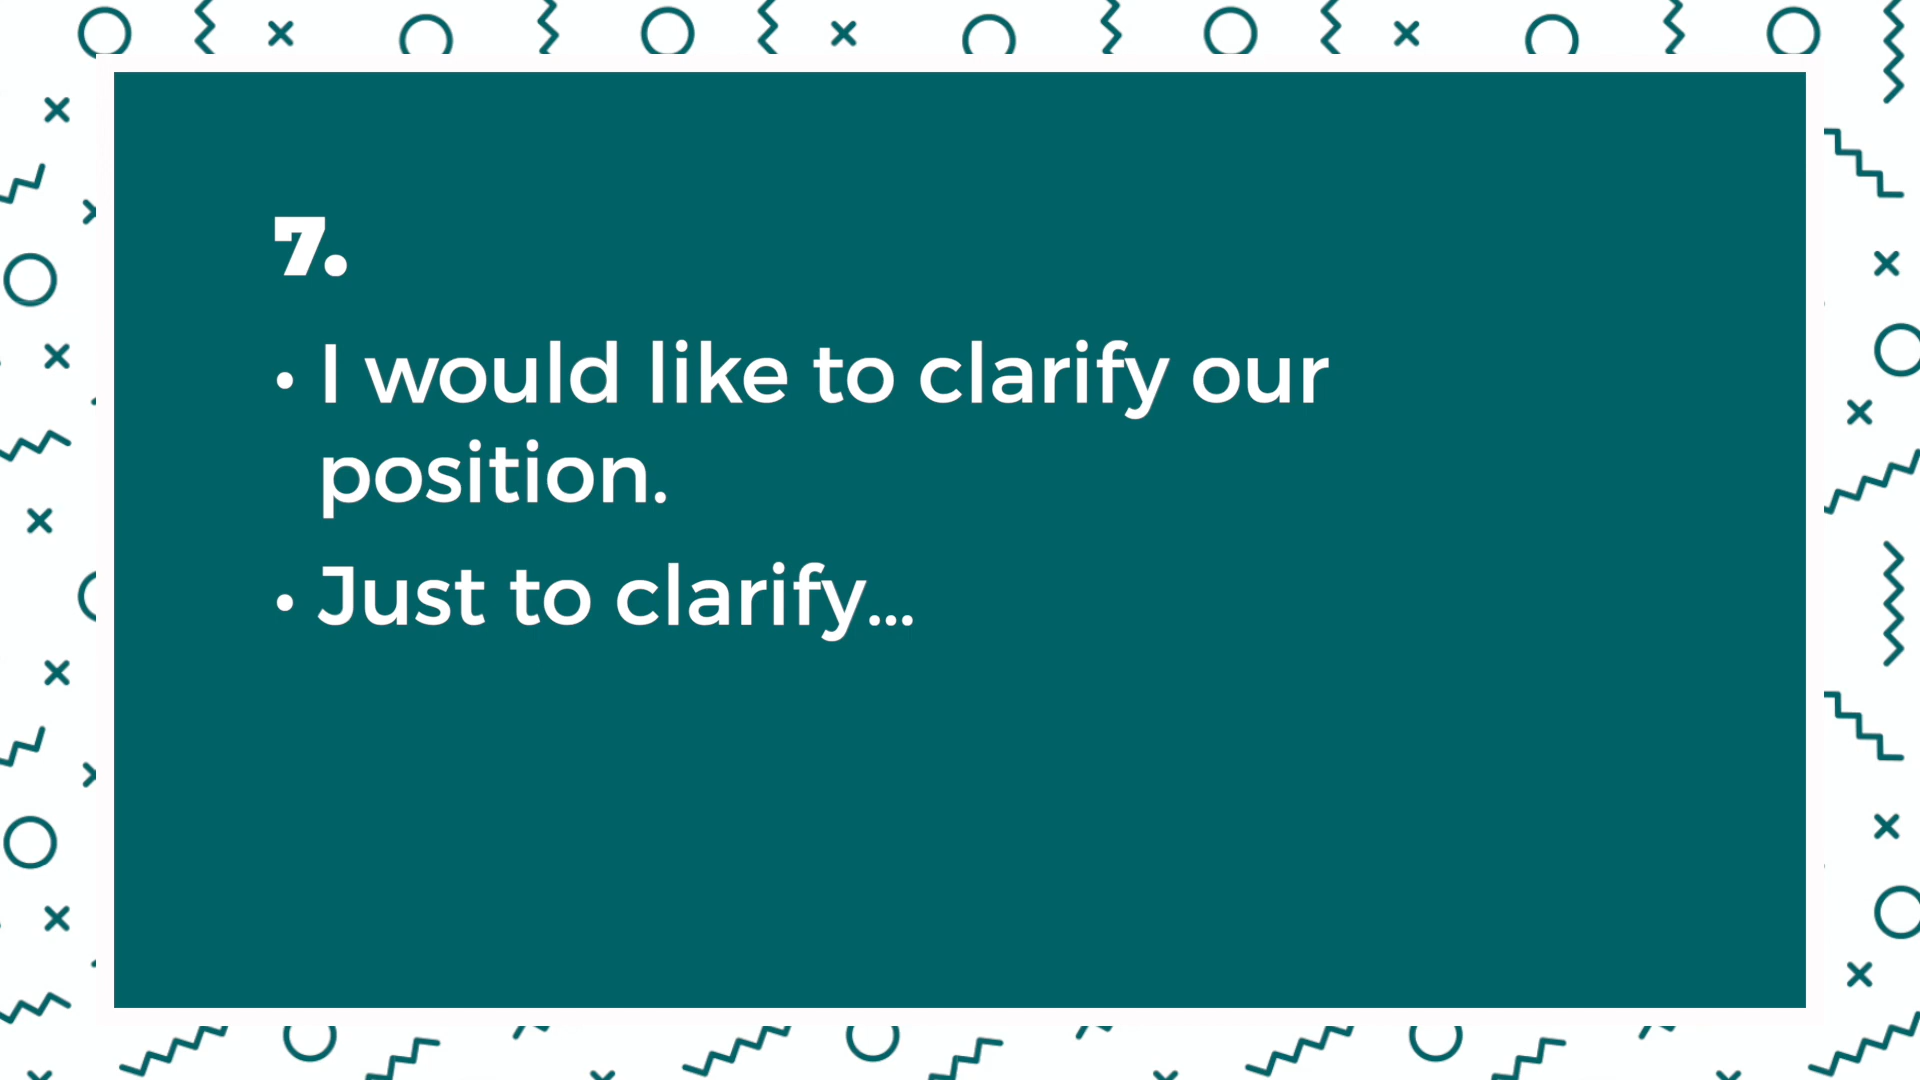 7.
• I would like to clarify our
position.
• Just to clarify...